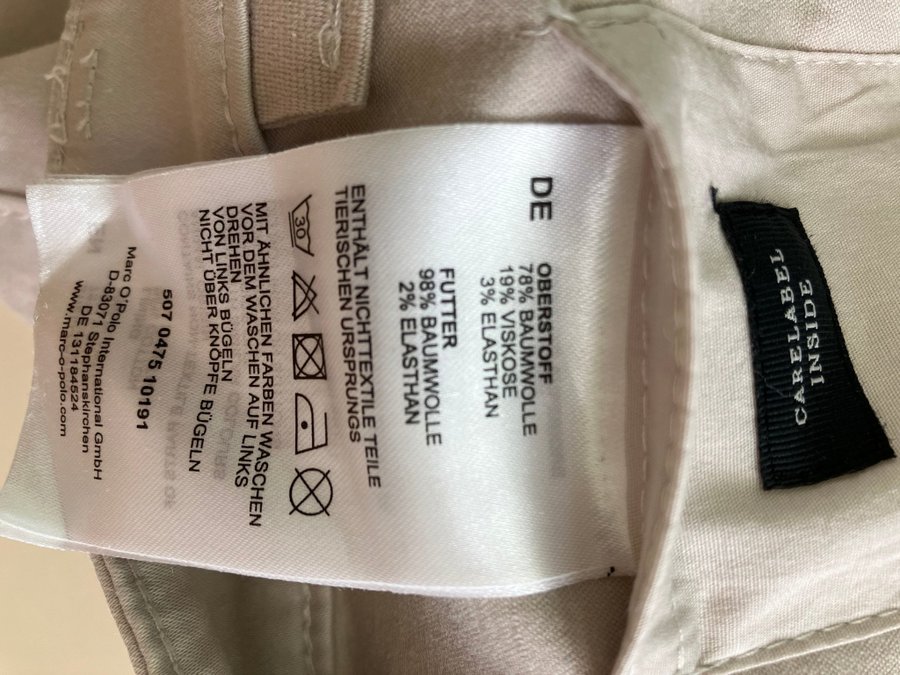 CARELABEL
INSIDE
DE
OBERSTOFF
78% BAUMWOLLE
19% VISKOSE
3% ELASTHAN
FUTTER
98% BAUMWOLLE
2% ELASTHAN
ENTHÄLT NICHTTEXTILE TEILE
TIERISCHEN URSPRUNGS
30
MIT ÄHNLICHEN FARBEN WASCHEN
VOR DEM WASCHEN AUF LINKS
DREHEN
VON LINKS BÜGELN
NICHT ÜBER KNÖPFE BÜGELN
507 0475 10191
Marc O'Polo International GmbH
D-83071 Stephanskirchen
DE 131184524
www.marc-o-polo.com